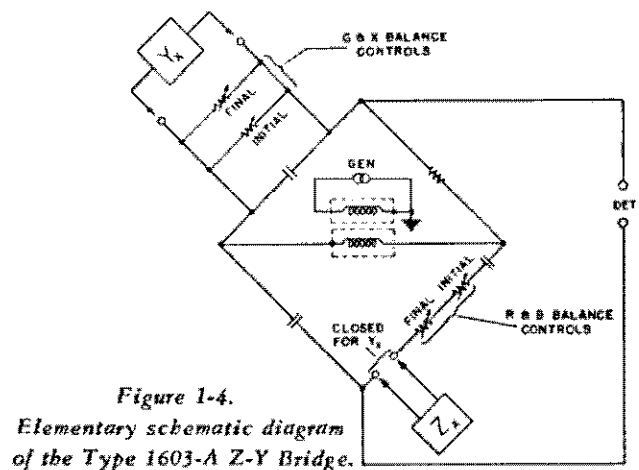 G & X BALANCE
CONTROLS
Yx
FINAL
INITIAL
GEN
DET
FINAL INITIAL
CLOSED
FOR Yx
R & B BALANCE
CONTROLS
Zx
Figure 1-4.
Elementary schematic diagram
of the Type 1603-A Z-Y Bridge.